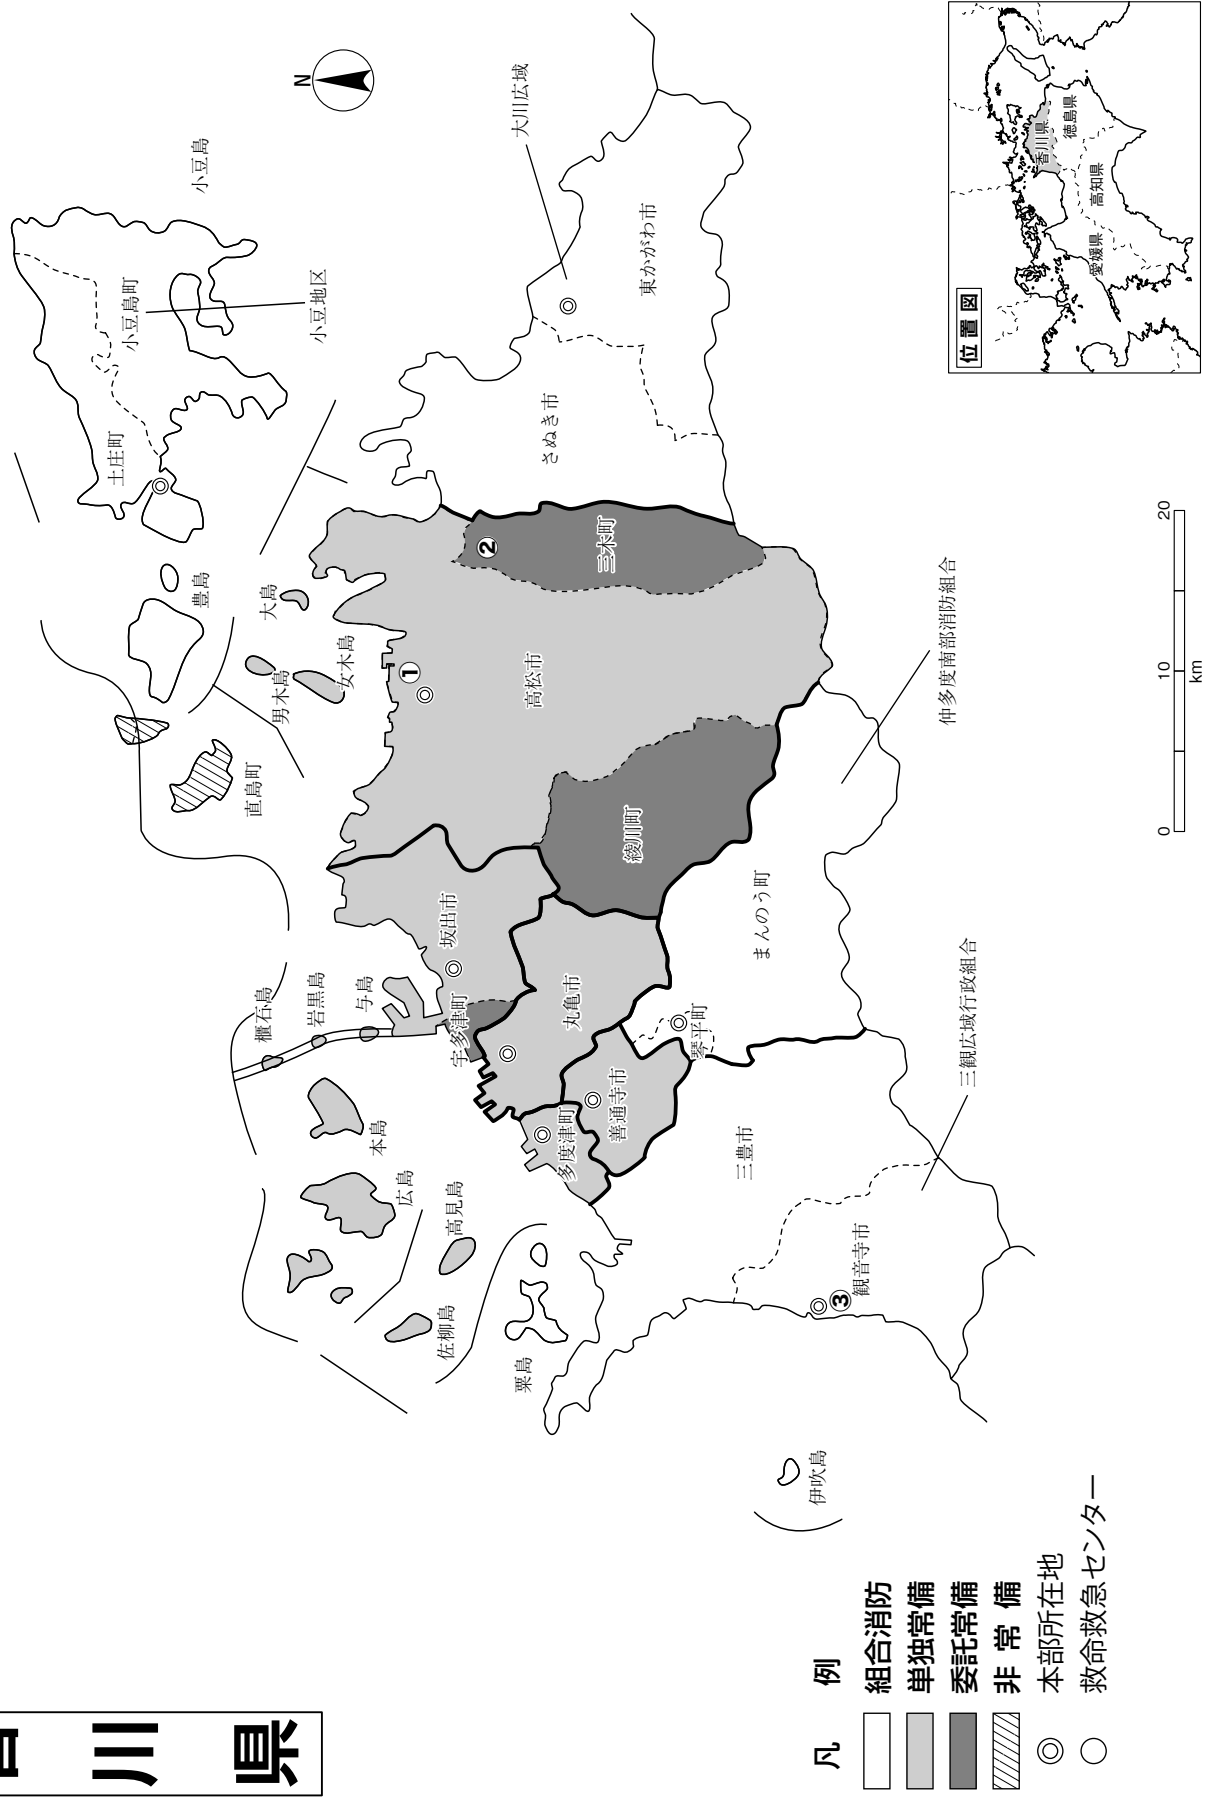 川
県
N
小豆島
小豆島町
小豆地区
土庄町
豊島
大島
男木島
女木島
直島町
大川広域
東かがわ市
さぬき市
②
三木町
①
高松市
綾川町
仲多度南部消防組合
まんのう町
坂出市
櫃石島
岩黒島
与島
宇多津町
丸亀市
琴平町
善通寺市
多度津町
本島
広島
高見島
佐柳島
粟島
三豊市
三観広域行政組合
③
観音寺市
伊吹島
凡例
組合消防
単独常備
委託常備
非常備
本部所在地
救命救急センター
0
10
20
km
位置図
香川県
徳島県
高知県
愛媛県